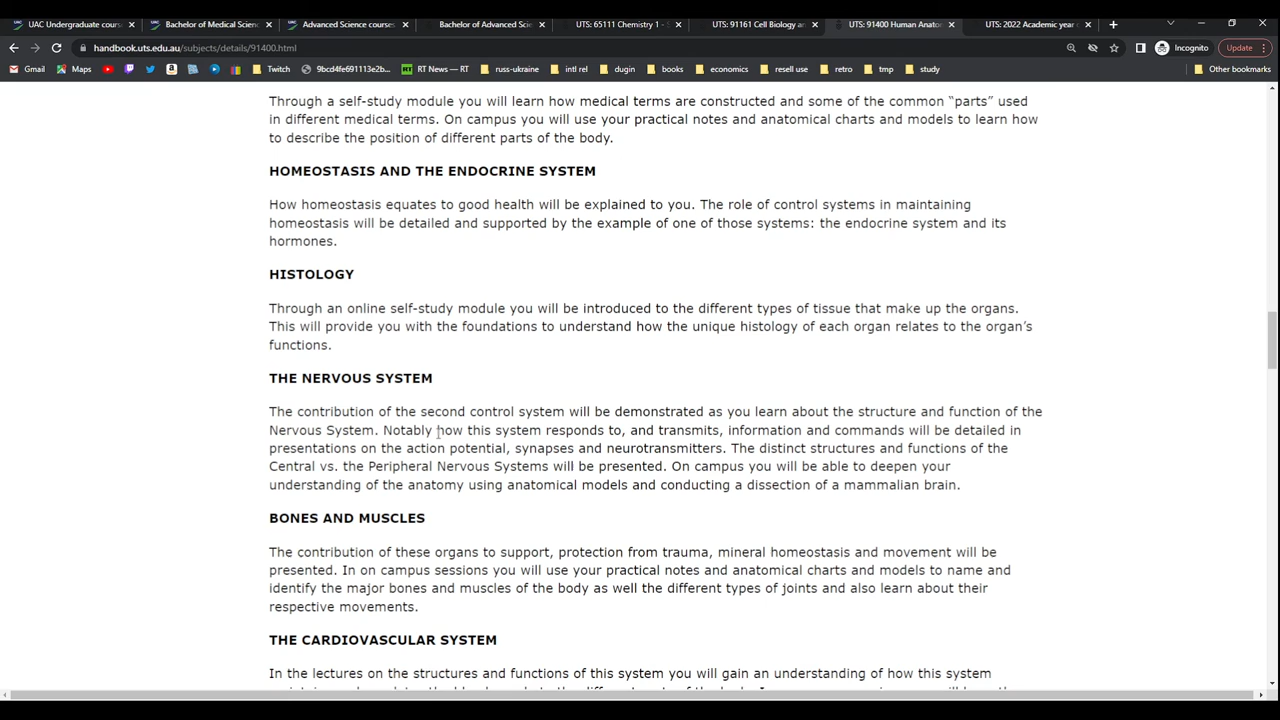 UAC Undergraduate cours
Bachelor of Medical Scienc
Advanced Science courses
Bachelor of Advanced Scie
UTS: 65111 Chemistry 1 -
UTS: 91161 Cell Biology an
UTS: 91400 Human Anato
UTS: 2022 Academic year
handbook.uts.edu.au/subjects/details/91400.html
Incognito
Update
Gmail
Maps
Twitch
9bcd4fe691113e2b...
RT
RT News — RT
russ-ukraine
intl rel
dugin
books
economics
resell use
retro
tmp
study
Other bookmarks
Through a self-study module you will learn how medical terms are constructed and some of the common “parts” used
in different medical terms. On campus you will use your practical notes and anatomical charts and models to learn how
to describe the position of different parts of the body.
HOMEOSTASIS AND THE ENDOCRINE SYSTEM
How homeostasis equates to good health will be explained to you. The role of control systems in maintaining
homeostasis will be detailed and supported by the example of one of those systems: the endocrine system and its
hormones.
HISTOLOGY
Through an online self-study module you will be introduced to the different types of tissue that make up the organs.
This will provide you with the foundations to understand how the unique histology of each organ relates to the organ’s
functions.
THE NERVOUS SYSTEM
The contribution of the second control system will be demonstrated as you learn about the structure and function of the
Nervous System. Notably how this system responds to, and transmits, information and commands will be detailed in
presentations on the action potential, synapses and neurotransmitters. The distinct structures and functions of the
Central vs. the Peripheral Nervous Systems will be presented. On campus you will be able to deepen your
understanding of the anatomy using anatomical models and conducting a dissection of a mammalian brain.
BONES AND MUSCLES
The contribution of these organs to support, protection from trauma, mineral homeostasis and movement will be
presented. In on campus sessions you will use your practical notes and anatomical charts and models to name and
identify the major bones and muscles of the body as well the different types of joints and also learn about their
respective movements.
THE CARDIOVASCULAR SYSTEM
In the lectures on the structures and functions of this system you will gain an understanding of how this system